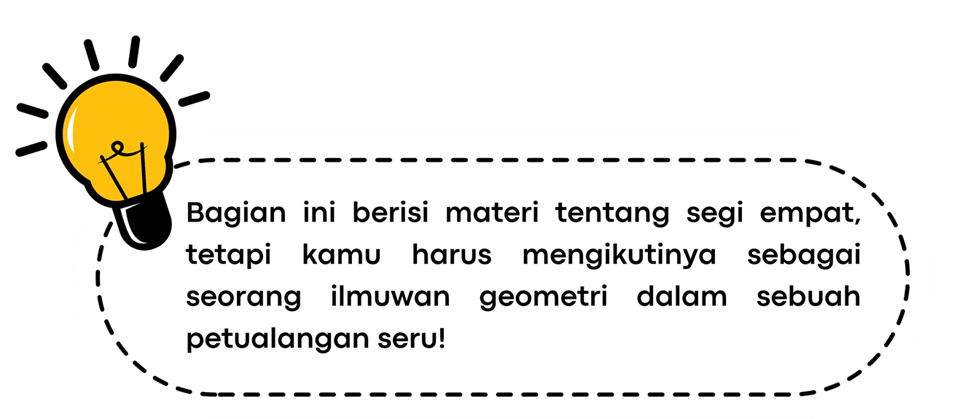 Bagian ini berisi materi tentang segi empat,
tetapi kamu harus mengikutinya sebagai
seorang ilmuwan geometri dalam sebuah
petualangan seru!